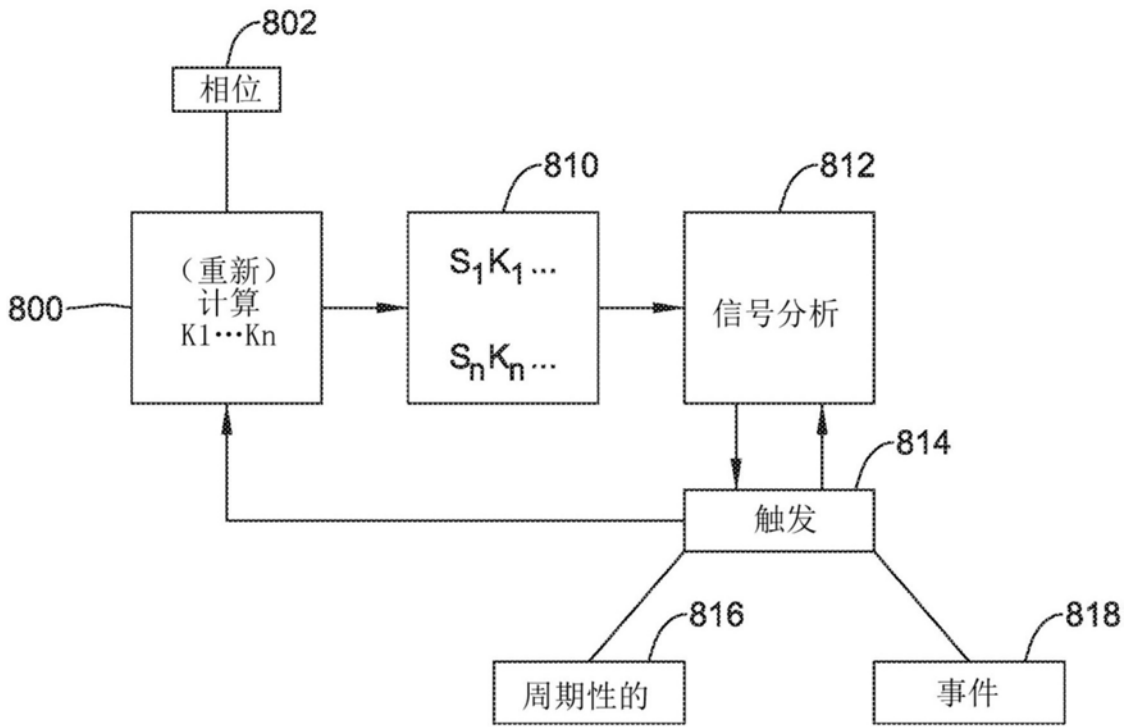 802
相位
810
812
（重新）
计算
K1…Kn
S₁K₁...
SₙKₙ...
信号分析
800
814
触发
816
818
周期性的
事件